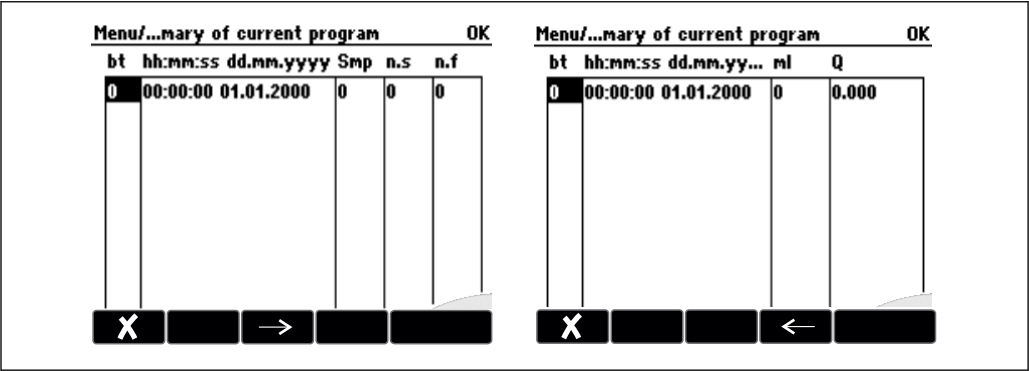 Menu/...mary of current program OK
bt hh:mm:ss dd.mm.yyyy Smp n.s n.f
0 00:00:00 01.01.2000 0 0 0
Menu/...mary of current program OK
bt hh:mm:ss dd.mm.yy... ml Q
0 00:00:00 01.01.2000 0 0.000